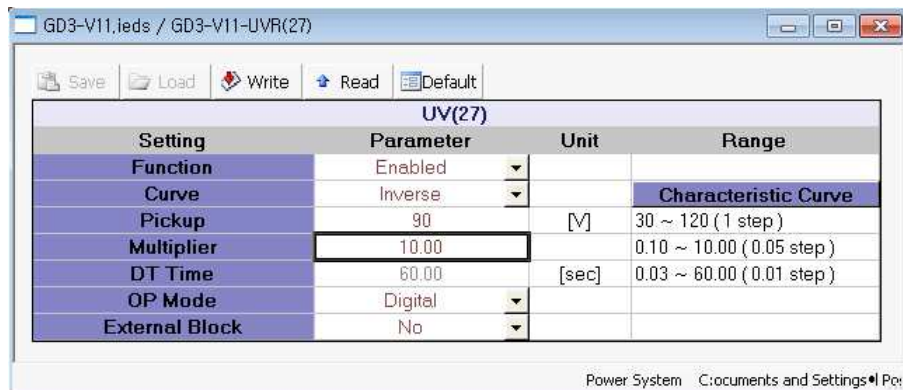 GD3-V11.ieds / GD3-V11-UVR(27)
Save Load Write Read Default
UV(27)
Setting Parameter Unit Range
Function Enabled
Curve Inverse Characteristic Curve
Pickup 90 [V] 30 ~ 120 ( 1 step )
Multiplier 10.00 0.10 ~ 10.00 ( 0.05 step )
DT Time 60.00 [sec] 0.03 ~ 60.00 ( 0.01 step )
OP Mode Digital
External Block No
Power System C:ocuments and Settings